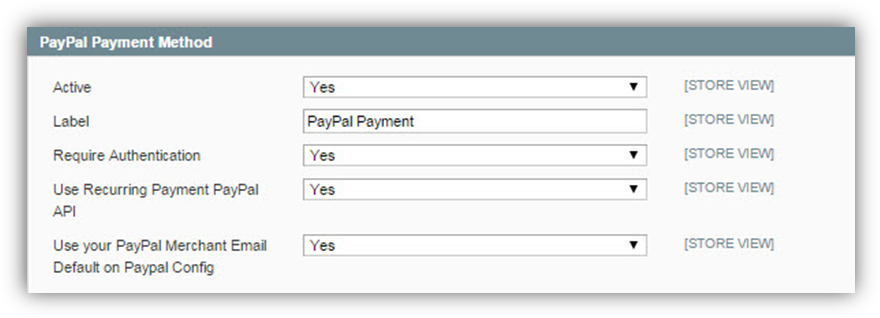 PayPal Payment Method
Active Yes [STORE VIEW]
Label PayPal Payment [STORE VIEW]
Require Authentication Yes [STORE VIEW]
Use Recurring Payment PayPal Yes [STORE VIEW]
API
Use your PayPal Merchant Email Yes [STORE VIEW]
Default on Paypal Config